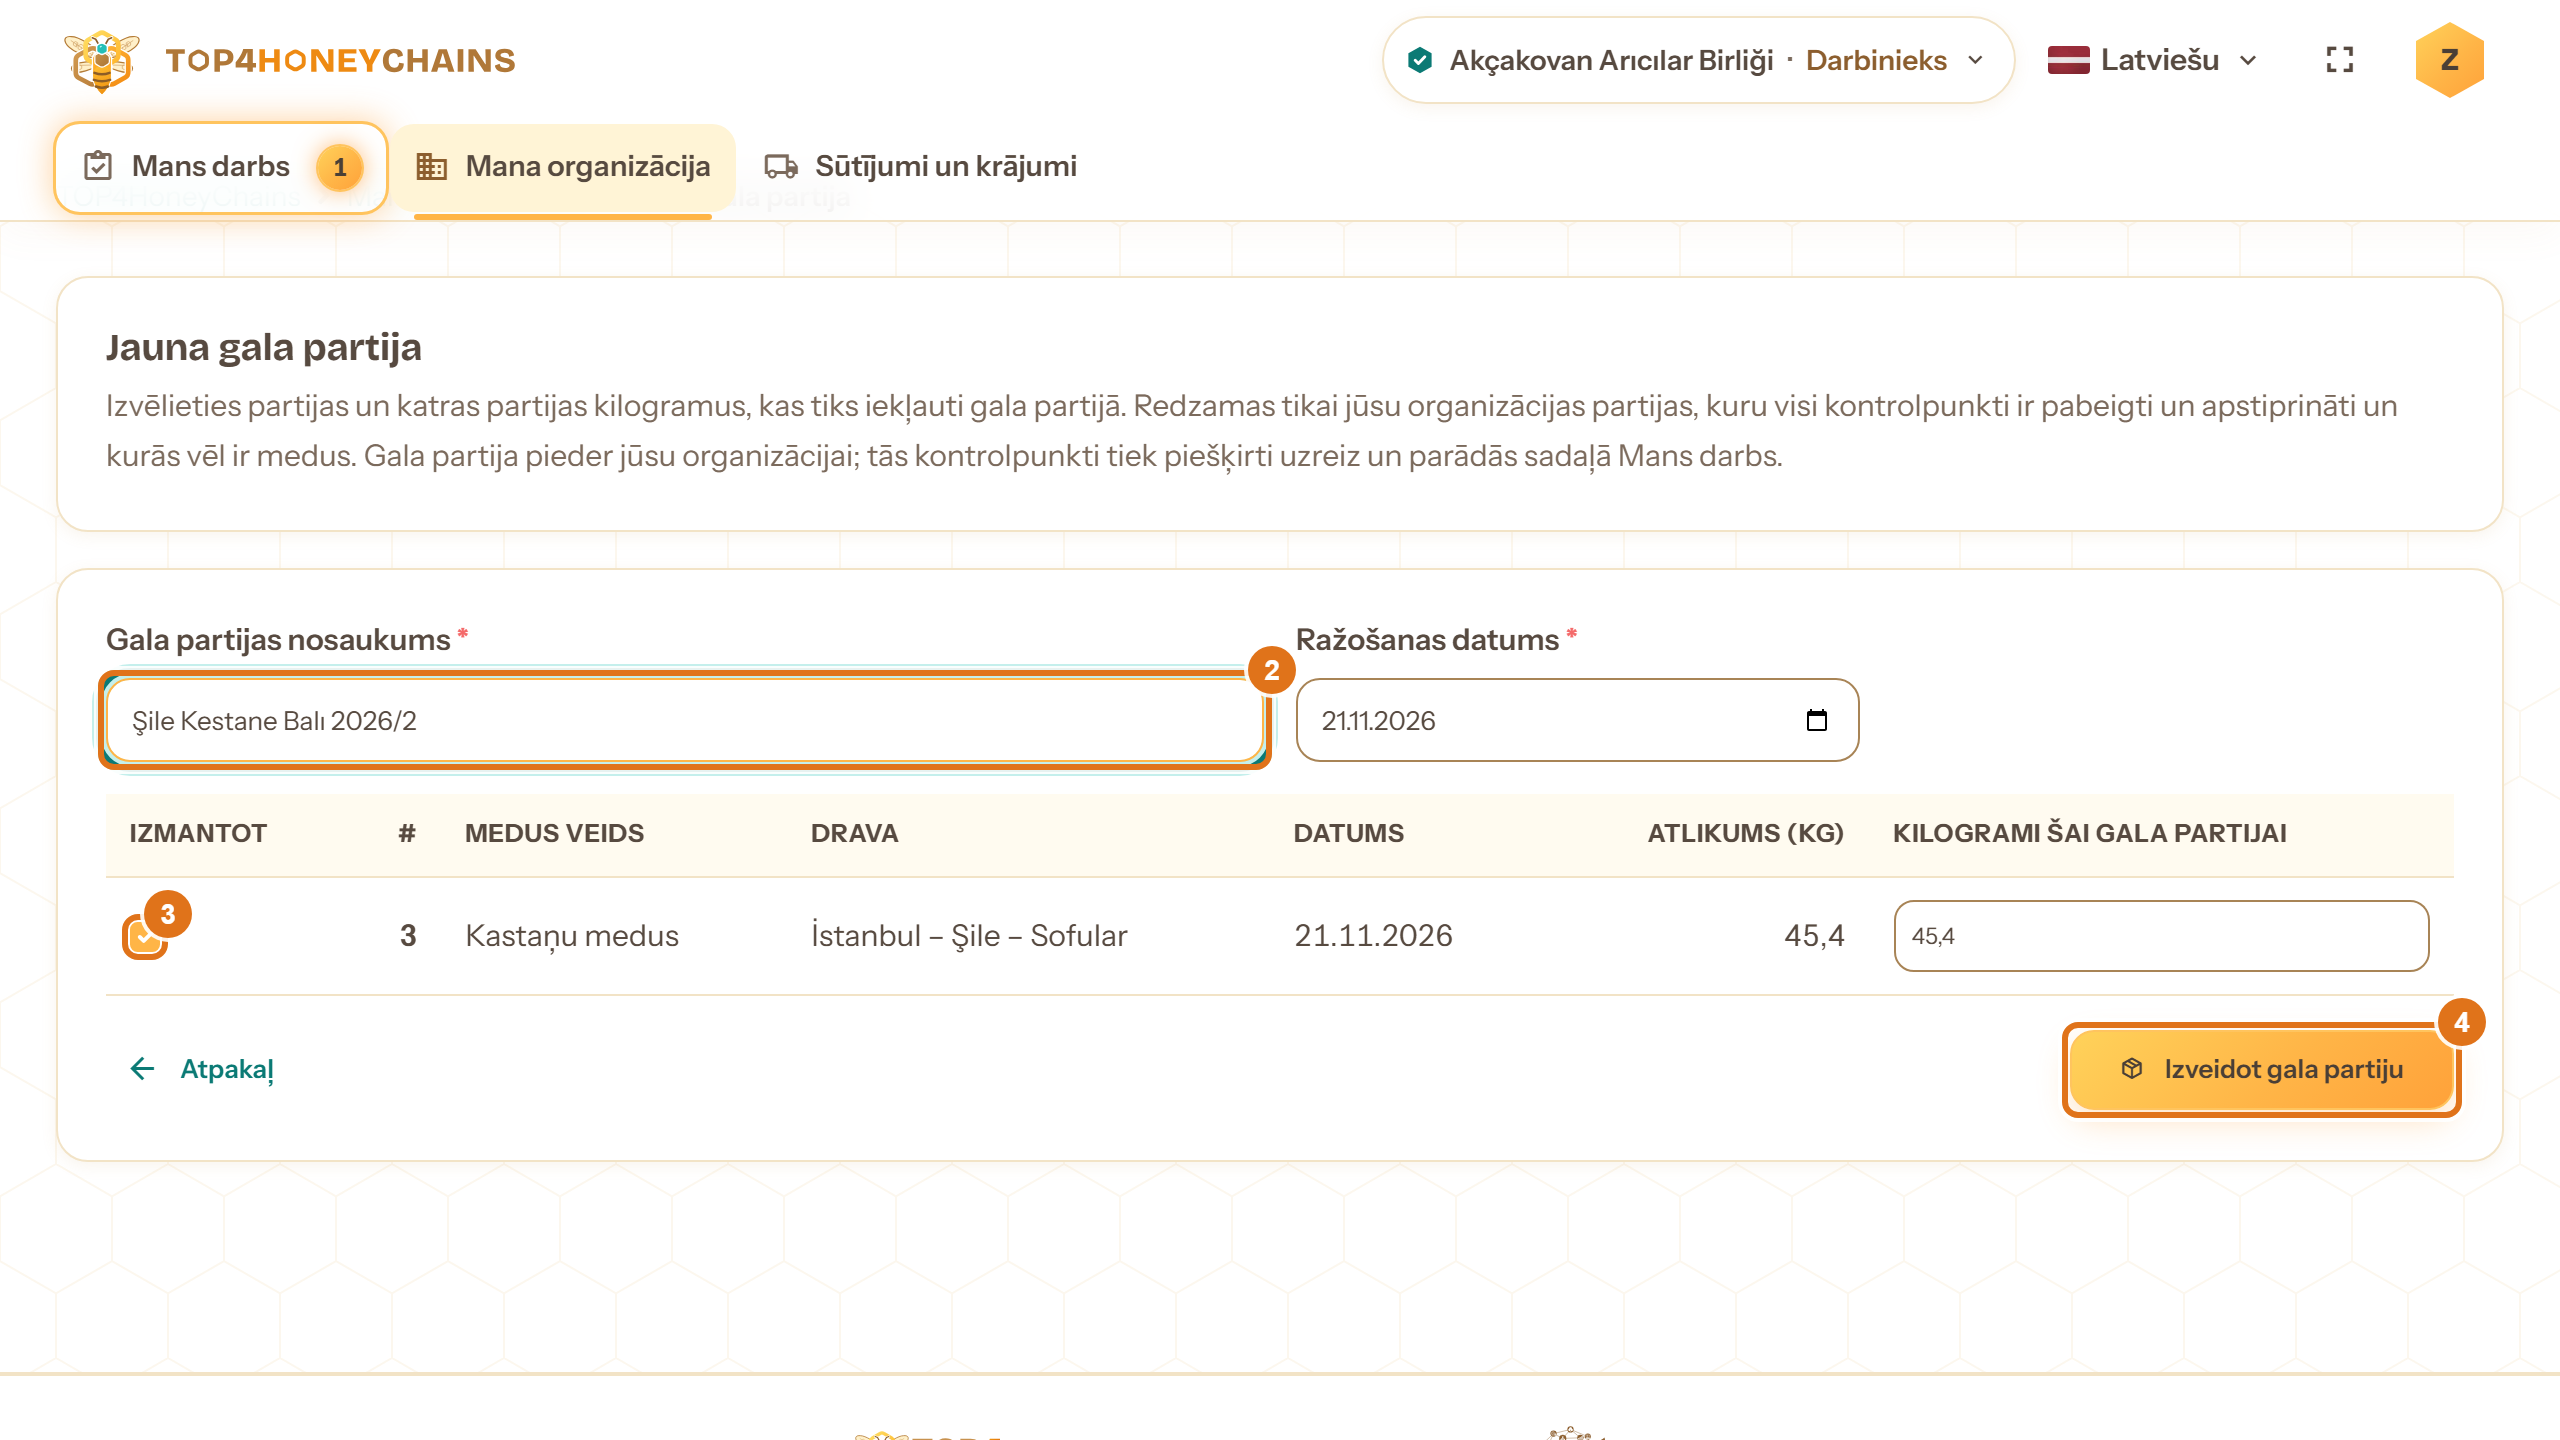 TOP4HONEYCHAINS
Akçakovan Arıcılar Birliği · Darbinieks
Latviešu
Z
Mans darbs 1
Mana organizācija
Sūtījumi un krājumi
Jauna gala partija
Izvēlieties partijas un katras partijas kilogramus, kas tiks iekļauti gala partijā. Redzamas tikai jūsu organizācijas partijas, kuru visi kontrolpunkti ir pabeigti un apstiprināti un
kurās vēl ir medus. Gala partija pieder jūsu organizācijai; tās kontrolpunkti tiek piešķirti uzreiz un parādās sadaļā Mans darbs.
Gala partijas nosaukums *
Ražošanas datums *
2
Şile Kestane Balı 2026/2
21.11.2026
IZMANTOT # MEDUS VEIDS DRAVA DATUMS ATLIKUMS (KG) KILOGRAMI ŠAI GALA PARTIJAI
3
3 Kastaņu medus İstanbul – Şile – Sofular 21.11.2026 45,4 45,4
4
Atpakaļ
Izveidot gala partiju